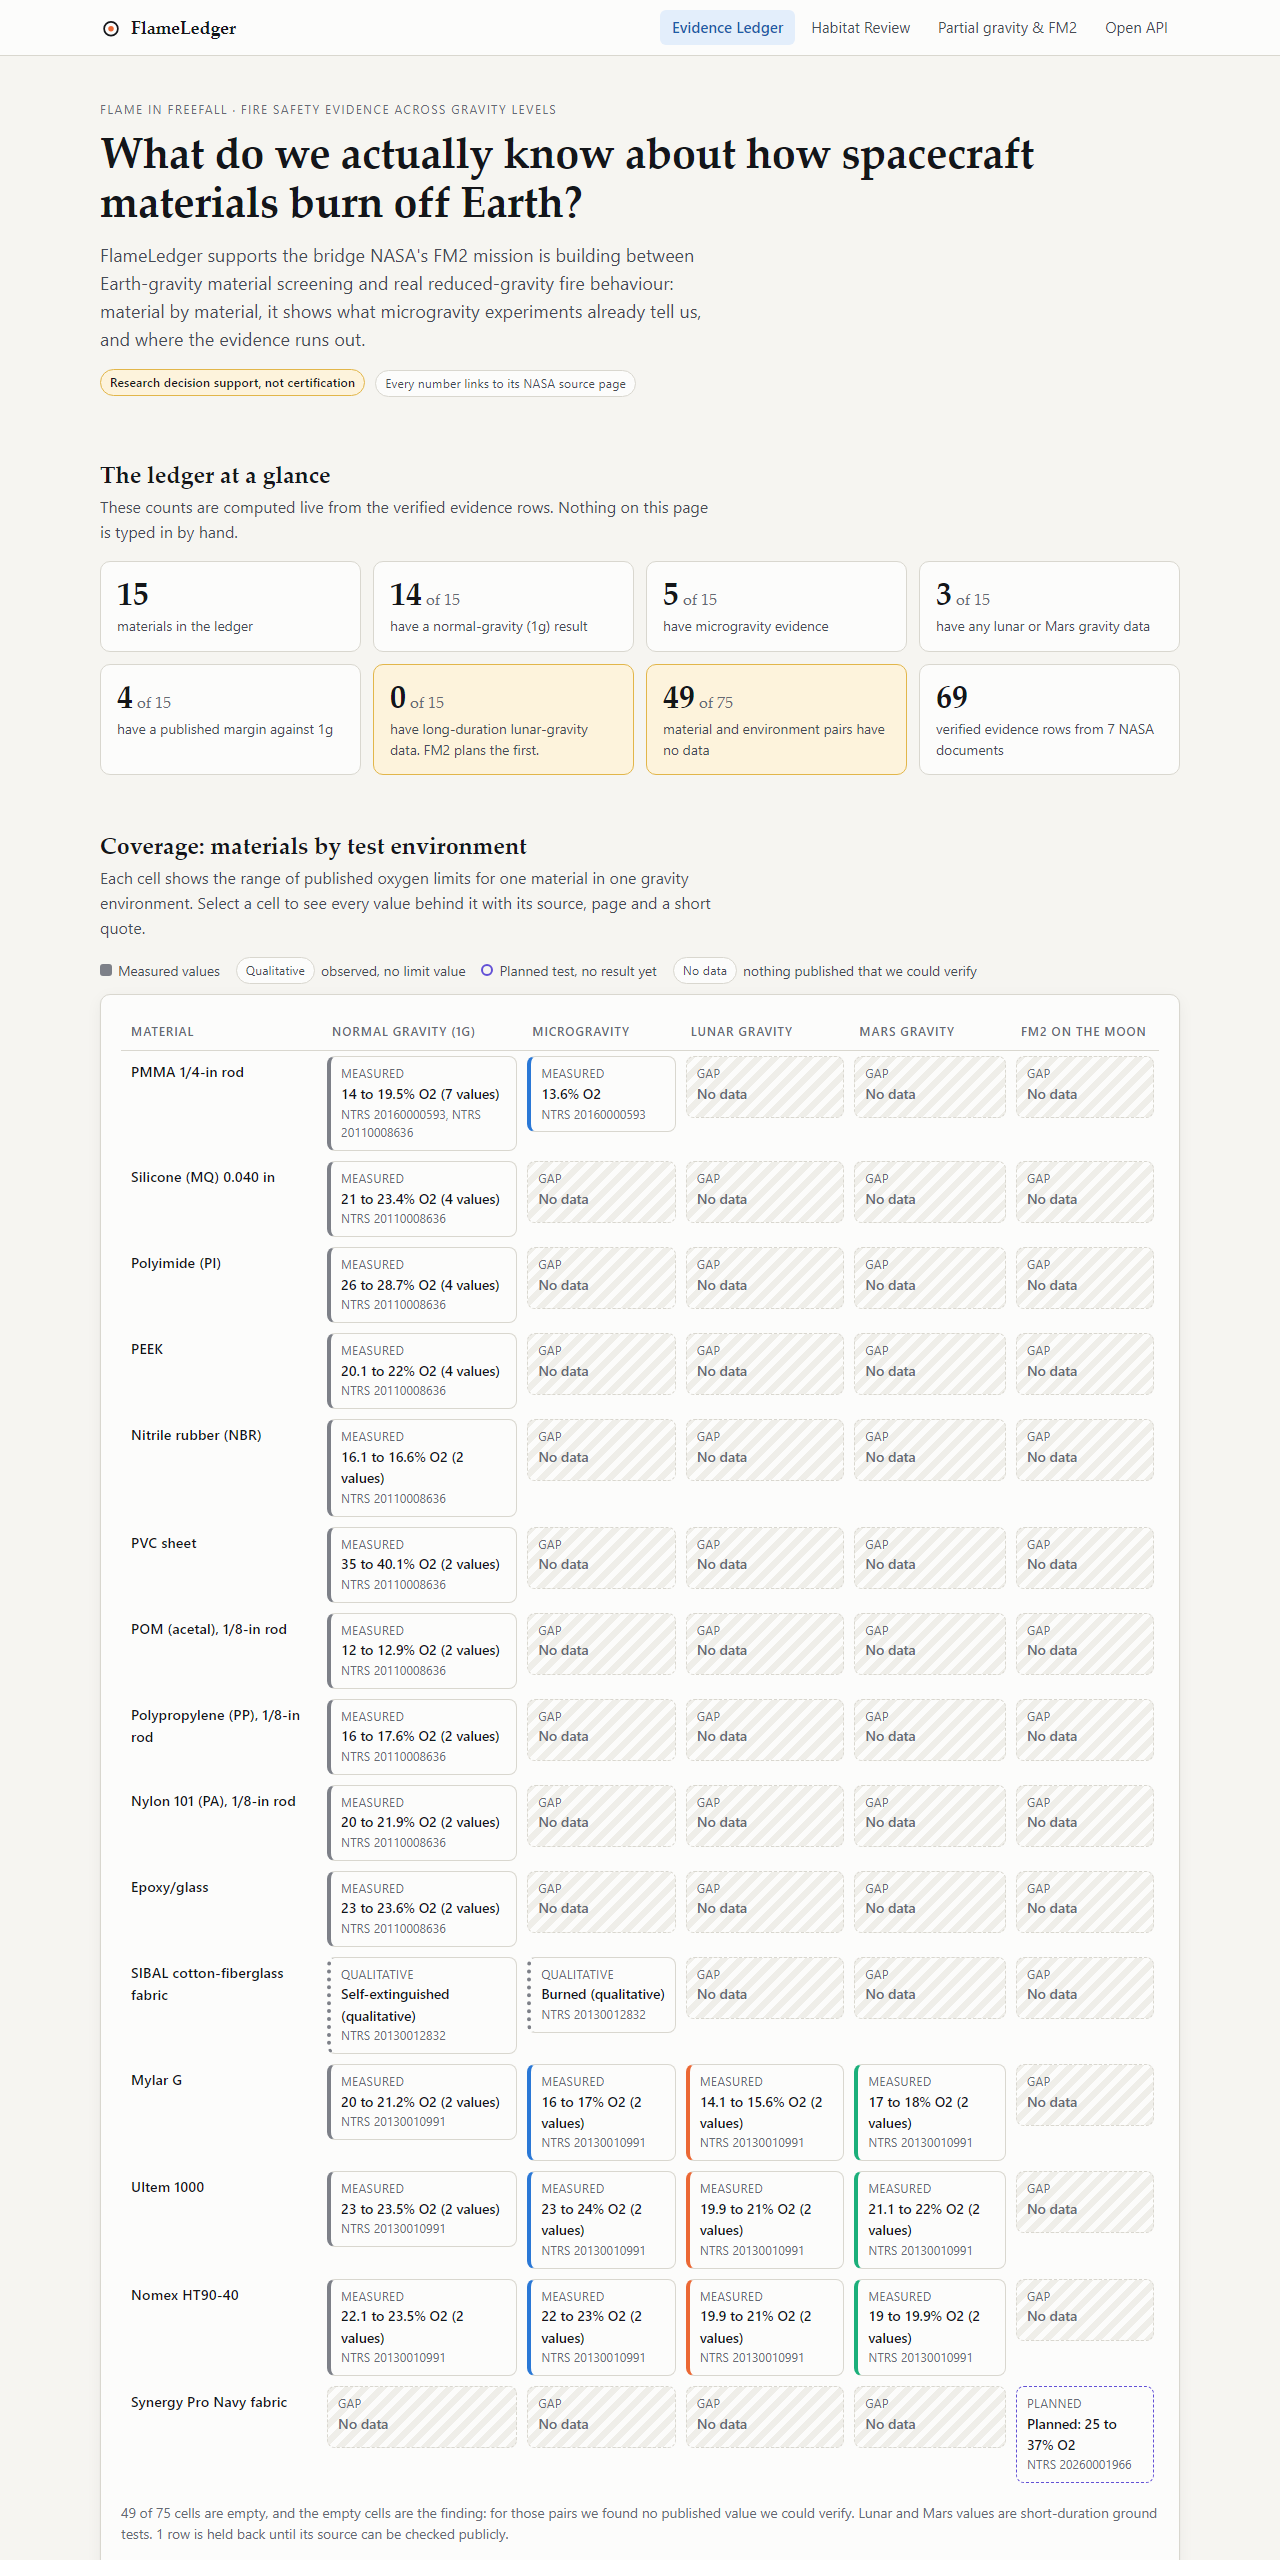 FlameLedger
Evidence Ledger
Habitat Review
Partial gravity & FM2
Open API
FLAME IN FREEFALL · FIRE SAFETY EVIDENCE ACROSS GRAVITY LEVELS
What do we actually know about how spacecraft
materials burn off Earth?
FlameLedger supports the bridge NASA's FM2 mission is building between
Earth-gravity material screening and real reduced-gravity fire behaviour:
material by material, it shows what microgravity experiments already tell us,
and where the evidence runs out.
Research decision support, not certification
Every number links to its NASA source page
The ledger at a glance
These counts are computed live from the verified evidence rows. Nothing on this page
is typed in by hand.
15
materials in the ledger
14 of 15
have a normal-gravity (1g) result
5 of 15
have microgravity evidence
3 of 15
have any lunar or Mars gravity data
4 of 15
have a published margin against 1g
0 of 15
have long-duration lunar-gravity
data. FM2 plans the first.
49 of 75
material and environment pairs have
no data
69
verified evidence rows from 7 NASA
documents
Coverage: materials by test environment
Each cell shows the range of published oxygen limits for one material in one gravity
environment. Select a cell to see every value behind it with its source, page and a short
quote.
Measured values
Qualitative observed, no limit value
Planned test, no result yet
No data nothing published that we could verify
MATERIAL
NORMAL GRAVITY (1G)
MICROGRAVITY
LUNAR GRAVITY
MARS GRAVITY
FM2 ON THE MOON
PMMA 1/4-in rod
MEASURED
14 to 19.5% O2 (7 values)
NTRS 20160000593, NTRS
20110008636
MEASURED
13.6% O2
NTRS 20160000593
GAP
No data
GAP
No data
GAP
No data
Silicone (MQ) 0.040 in
MEASURED
21 to 23.4% O2 (4 values)
NTRS 20110008636
GAP
No data
GAP
No data
GAP
No data
GAP
No data
Polyimide (PI)
MEASURED
26 to 28.7% O2 (4 values)
NTRS 20110008636
GAP
No data
GAP
No data
GAP
No data
GAP
No data
PEEK
MEASURED
20.1 to 22% O2 (4 values)
NTRS 20110008636
GAP
No data
GAP
No data
GAP
No data
GAP
No data
Nitrile rubber (NBR)
MEASURED
16.1 to 16.6% O2 (2
values)
NTRS 20110008636
GAP
No data
GAP
No data
GAP
No data
GAP
No data
PVC sheet
MEASURED
35 to 40.1% O2 (2 values)
NTRS 20110008636
GAP
No data
GAP
No data
GAP
No data
GAP
No data
POM (acetal), 1/8-in rod
MEASURED
12 to 12.9% O2 (2 values)
NTRS 20110008636
GAP
No data
GAP
No data
GAP
No data
GAP
No data
Polypropylene (PP), 1/8-in
rod
MEASURED
16 to 17.6% O2 (2 values)
NTRS 20110008636
GAP
No data
GAP
No data
GAP
No data
GAP
No data
Nylon 101 (PA), 1/8-in rod
MEASURED
20 to 21.9% O2 (2 values)
NTRS 20110008636
GAP
No data
GAP
No data
GAP
No data
GAP
No data
Epoxy/glass
MEASURED
23 to 23.6% O2 (2 values)
NTRS 20110008636
GAP
No data
GAP
No data
GAP
No data
GAP
No data
SIBAL cotton-fiberglass
fabric
QUALITATIVE
Self-extinguished
(qualitative)
NTRS 20130012832
QUALITATIVE
Burned (qualitative)
NTRS 20130012832
GAP
No data
GAP
No data
GAP
No data
Mylar G
MEASURED
20 to 21.2% O2 (2 values)
NTRS 20130010991
MEASURED
16 to 17% O2 (2
values)
NTRS 20130010991
MEASURED
14.1 to 15.6% O2 (2
values)
NTRS 20130010991
MEASURED
17 to 18% O2 (2
values)
NTRS 20130010991
GAP
No data
Ultem 1000
MEASURED
23 to 23.5% O2 (2 values)
NTRS 20130010991
MEASURED
23 to 24% O2 (2
values)
NTRS 20130010991
MEASURED
19.9 to 21% O2 (2
values)
NTRS 20130010991
MEASURED
21.1 to 22% O2 (2
values)
NTRS 20130010991
GAP
No data
Nomex HT90-40
MEASURED
22.1 to 23.5% O2 (2
values)
NTRS 20130010991
MEASURED
22 to 23% O2 (2
values)
NTRS 20130010991
MEASURED
19.9 to 21% O2 (2
values)
NTRS 20130010991
MEASURED
19 to 19.9% O2 (2
values)
NTRS 20130010991
GAP
No data
Synergy Pro Navy fabric
GAP
No data
GAP
No data
GAP
No data
GAP
No data
PLANNED
Planned: 25 to
37% O2
NTRS 20260001966
49 of 75 cells are empty, and the empty cells are the finding: for those pairs we found no published value we could verify. Lunar and Mars values are short-duration ground
tests. 1 row is held back until its source can be checked publicly.